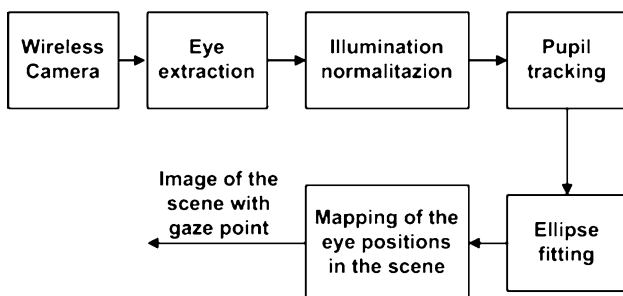 Wireless
Camera
Eye
extraction
Illumination
normalitazion
Pupil
tracking
Image of the
scene with
gaze point
Mapping of the
eye positions
in the scene
Ellipse
fitting